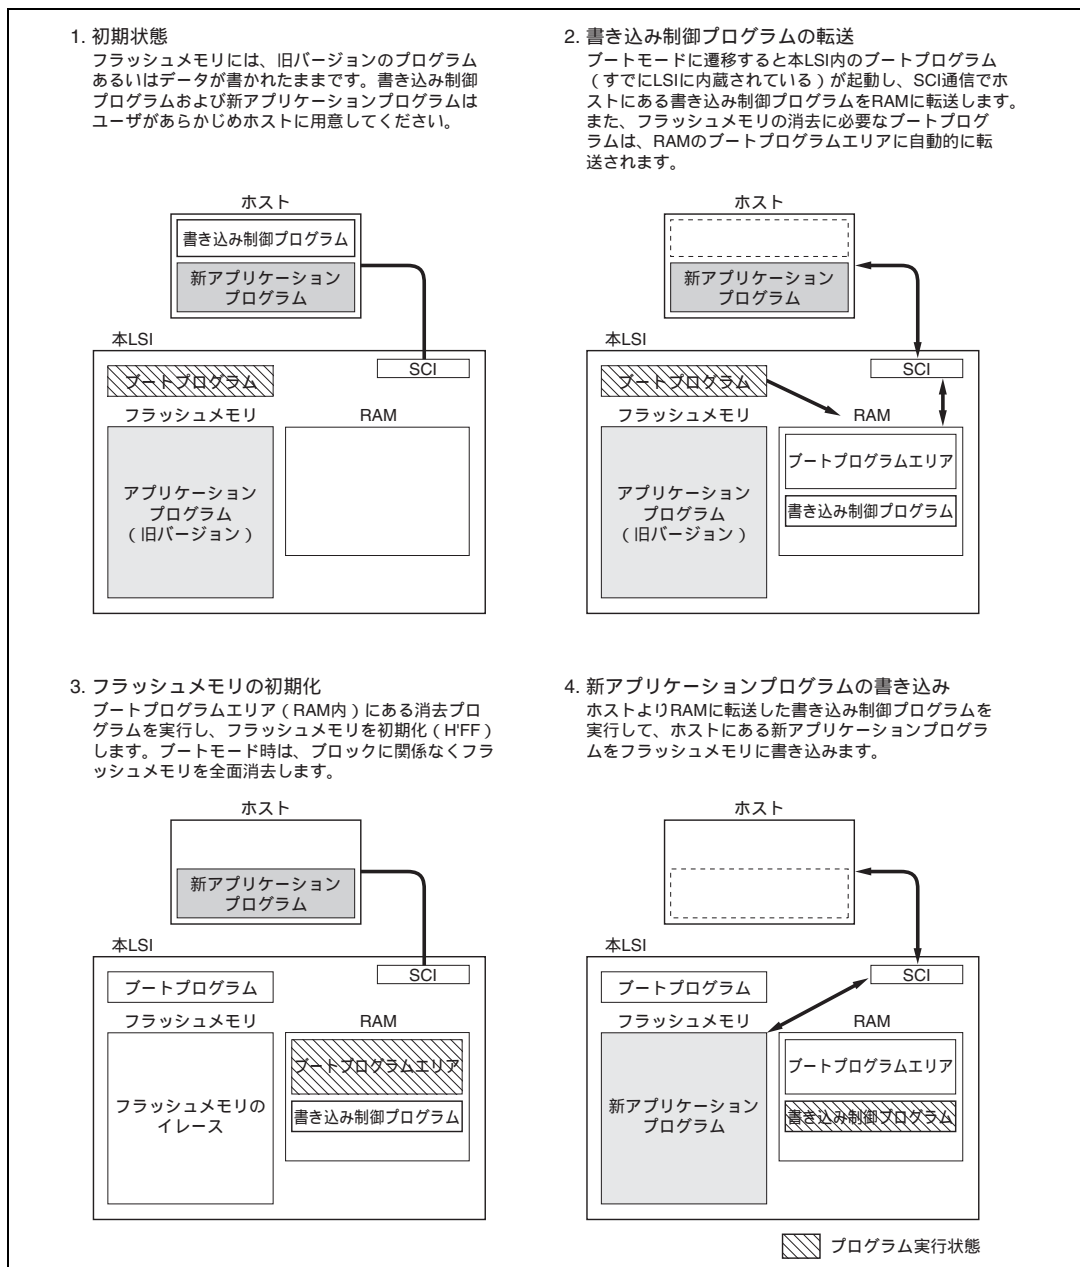 1. 初期状態
フラッシュメモリには、旧バージョンのプログラム
あるいはデータが書かれたままです。書き込み制御
プログラムおよび新アプリケーションプログラムは
ユーザがあらかじめホストに用意してください。
ホスト
書き込み制御プログラム
新アプリケーション
プログラム
本LSI
SCI
ブートプログラム
フラッシュメモリ
RAM
アプリケーション
プログラム
(旧バージョン)
2. 書き込み制御プログラムの転送
ブートモードに遷移すると本LSI内のブートプログラム
(すでにLSIに内蔵されている)が起動し、SCI通信でホ
ストにある書き込み制御プログラムをRAMに転送します。
また、フラッシュメモリの消去に必要なブートプログ
ラムは、RAMのブートプログラムエリアに自動的に転
送されます。
ホスト
新アプリケーション
プログラム
本LSI
SCI
ブートプログラム
フラッシュメモリ
RAM
ブートプログラムエリア
アプリケーション
プログラム
(旧バージョン)
書き込み制御プログラム
3. フラッシュメモリの初期化
ブートプログラムエリア(RAM内)にある消去プロ
グラムを実行し、フラッシュメモリを初期化(H'FF)
します。ブートモード時は、ブロックに関係なくフラ
ッシュメモリを全面消去します。
ホスト
新アプリケーション
プログラム
本LSI
SCI
ブートプログラム
フラッシュメモリ
RAM
ブートプログラムエリア
フラッシュメモリの
イレース
書き込み制御プログラム
4. 新アプリケーションプログラムの書き込み
ホストよりRAMに転送した書き込み制御プログラムを
実行して、ホストにある新アプリケーションプログラ
ムをフラッシュメモリに書き込みます。
ホスト
本LSI
SCI
ブートプログラム
フラッシュメモリ
RAM
ブートプログラムエリア
新アプリケーション
プログラム
書き込み制御プログラム
プログラム実行状態